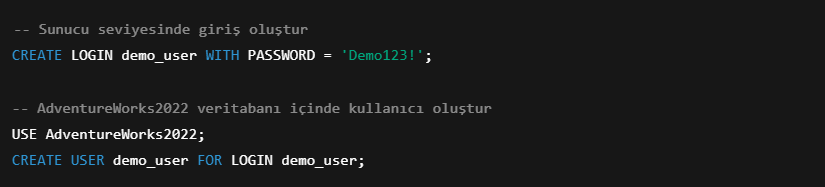 -- Sunucu seviyesinde giriş oluştur
CREATE LOGIN demo_user WITH PASSWORD = 'Demo123!';
-- AdventureWorks2022 veritabanı içinde kullanıcı oluştur
USE AdventureWorks2022;
CREATE USER demo_user FOR LOGIN demo_user;